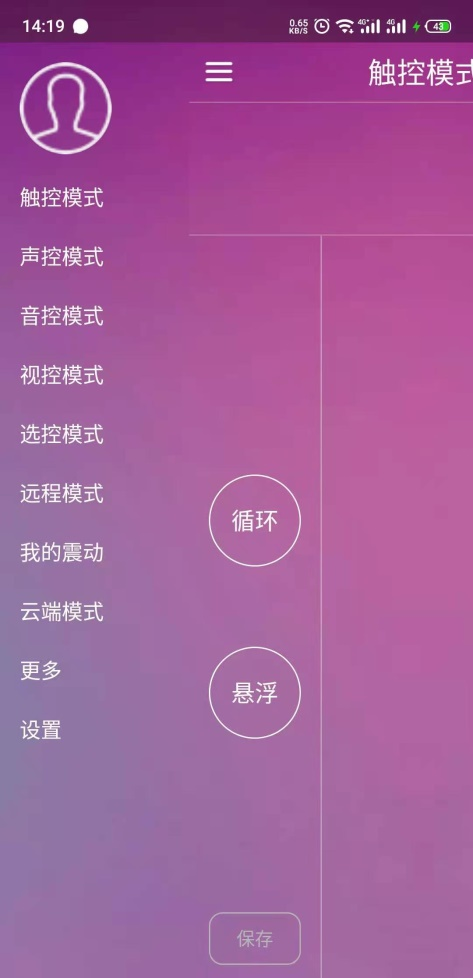 14:19
0.65 KB/S 4G 4G 43
触控模式
触控模式
声控模式
音控模式
视控模式
选控模式
远程模式
我的震动
云端模式
更多
设置
循环
悬浮
保存